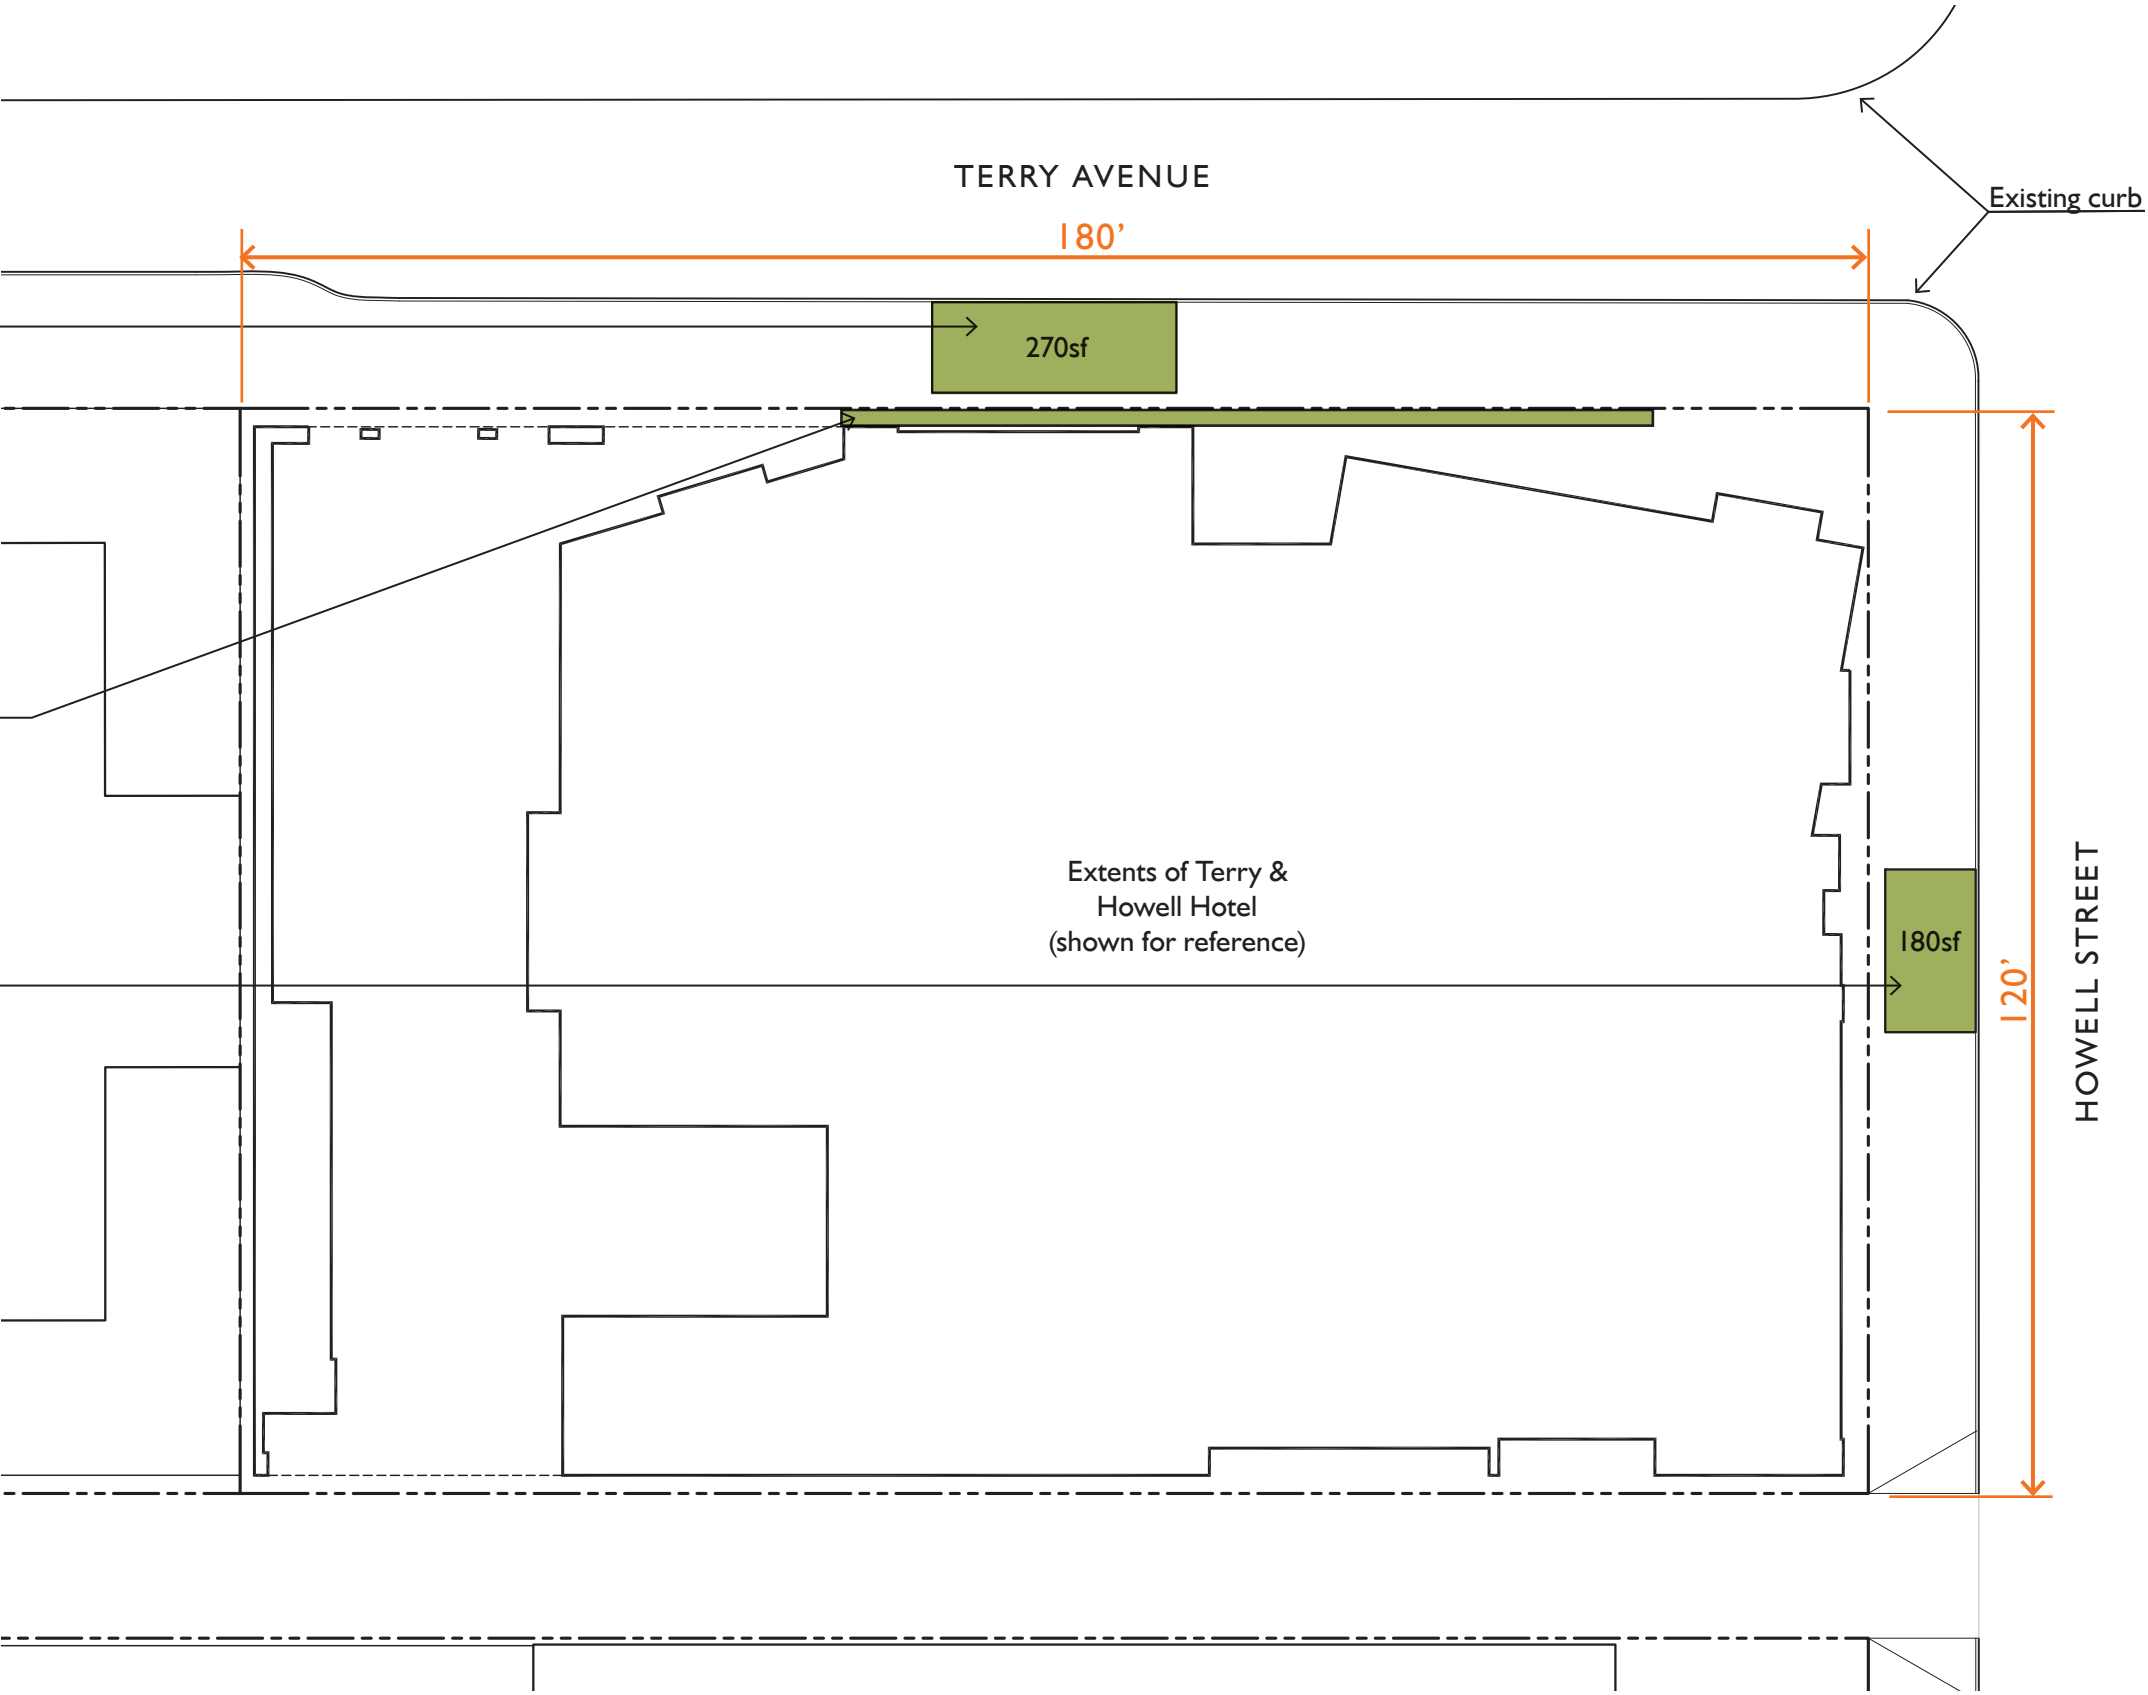 TERRY AVENUE
Existing curb
180’
270sf
Extents of Terry &
Howell Hotel
(shown for reference)
180sf
120’
HOWELL STREET